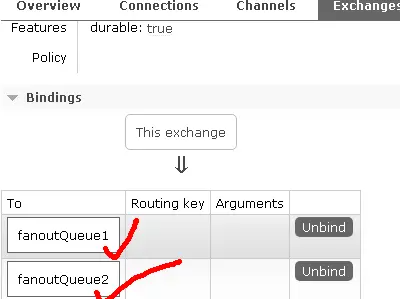 Overview Connections Channels Exchanges
Features durable: true
Policy
Bindings
This exchange
To Routing key Arguments
fanoutQueue1 Unbind
fanoutQueue2 Unbind